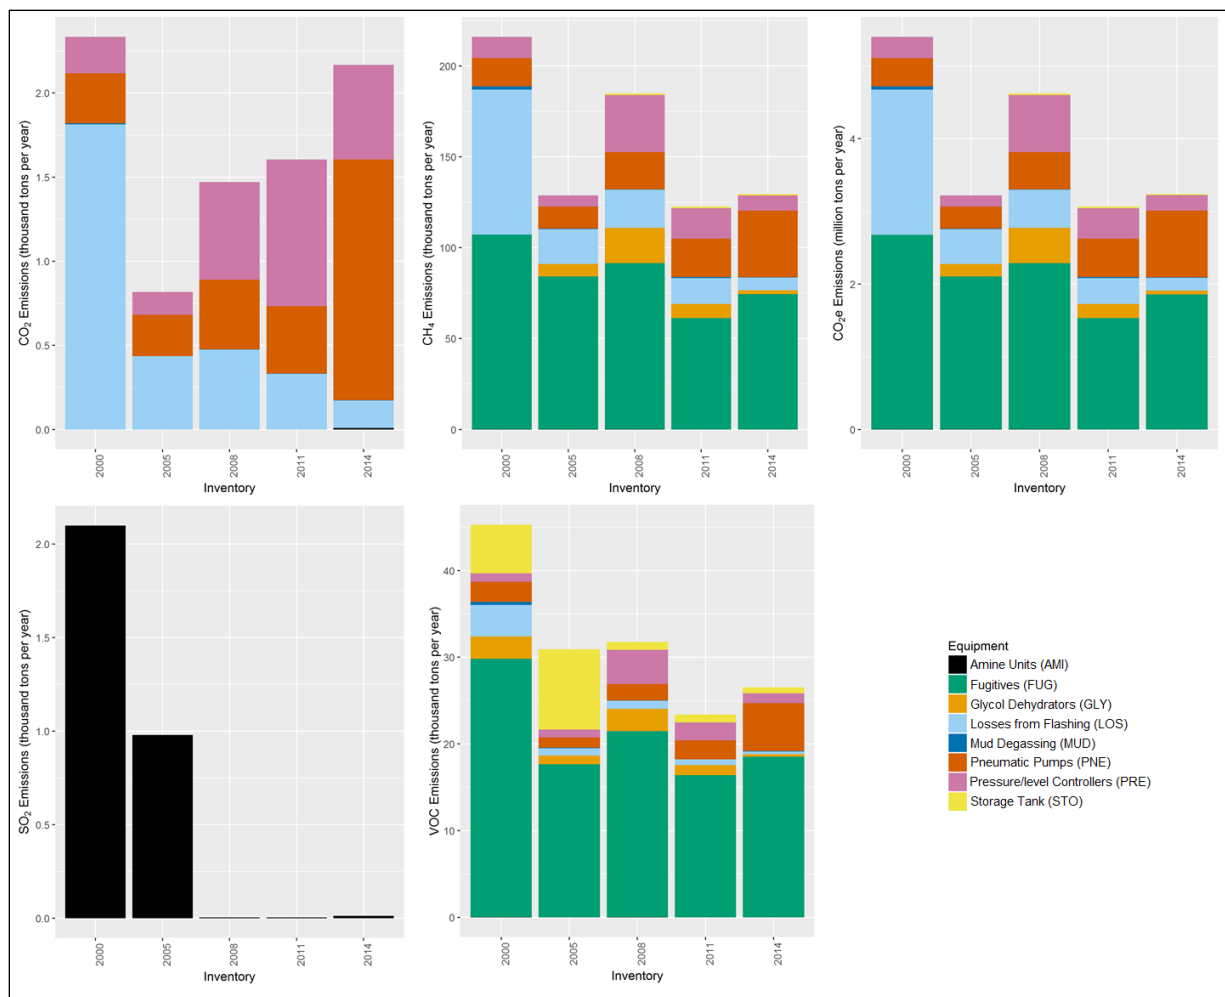 CO₂ Emissions (thousand tons per year)
2.0
1.5
1.0
0.5
0.0
2000
2005
2008
2011
2014
Inventory
CH₄ Emissions (thousand tons per year)
200
150
100
50
0
2000
2005
2008
2011
2014
Inventory
CO₂e Emissions (million tons per year)
4
2
0
2000
2005
2008
2011
2014
Inventory
SO₂ Emissions (thousand tons per year)
2.0
1.5
1.0
0.5
0.0
2000
2005
2008
2011
2014
Inventory
VOC Emissions (thousand tons per year)
40
30
20
10
0
2000
2005
2008
2011
2014
Inventory
Equipment
Amine Units (AMI)
Fugitives (FUG)
Glycol Dehydrators (GLY)
Losses from Flashing (LOS)
Mud Degassing (MUD)
Pneumatic Pumps (PNE)
Pressure/level Controllers (PRE)
Storage Tank (STO)